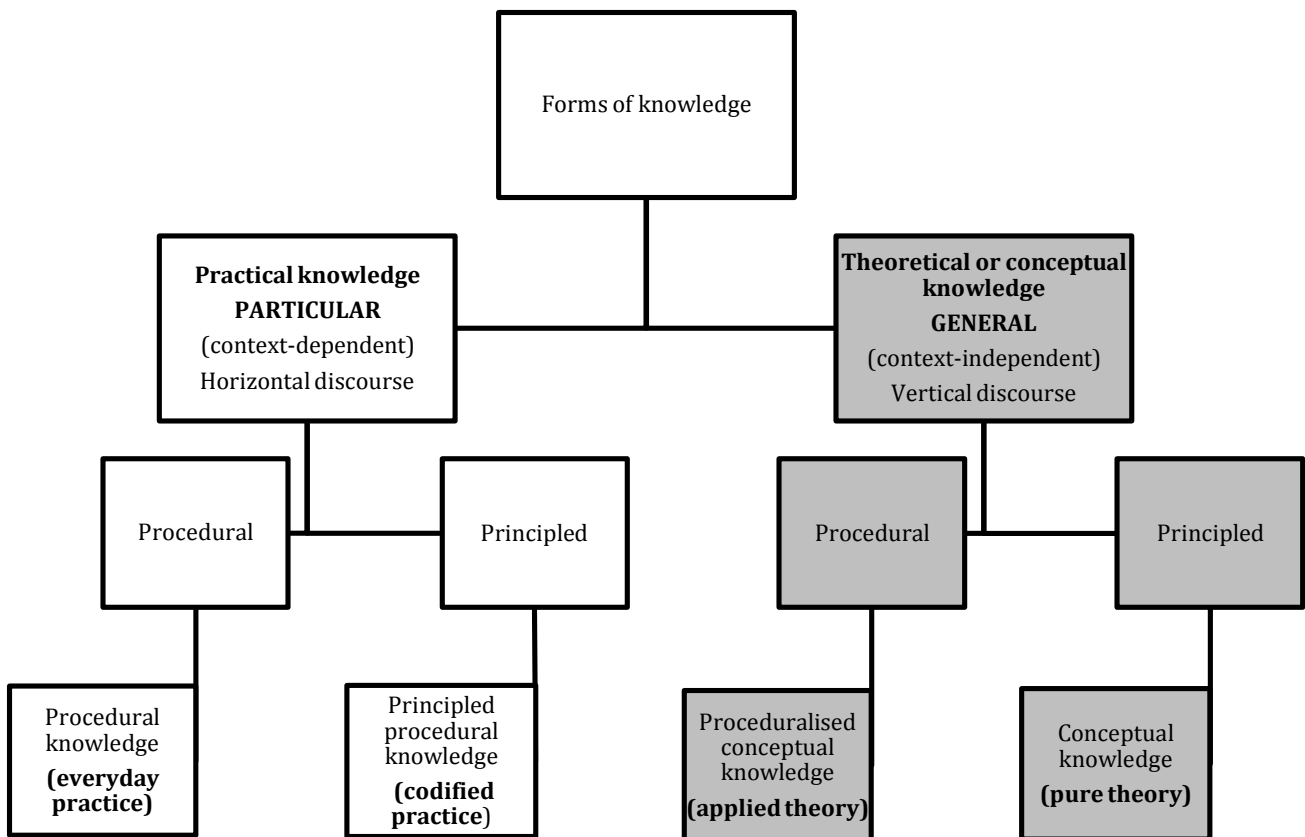 Forms of knowledge
Practical knowledge
PARTICULAR
(context-dependent)
Horizontal discourse
Theoretical or conceptual
knowledge
GENERAL
(context-independent)
Vertical discourse
Procedural
Principled
Procedural
Principled
Procedural
knowledge
(everyday
practice)
Principled
procedural
knowledge
(codified
practice)
Proceduralised
conceptual
knowledge
(applied theory)
Conceptual
knowledge
(pure theory)